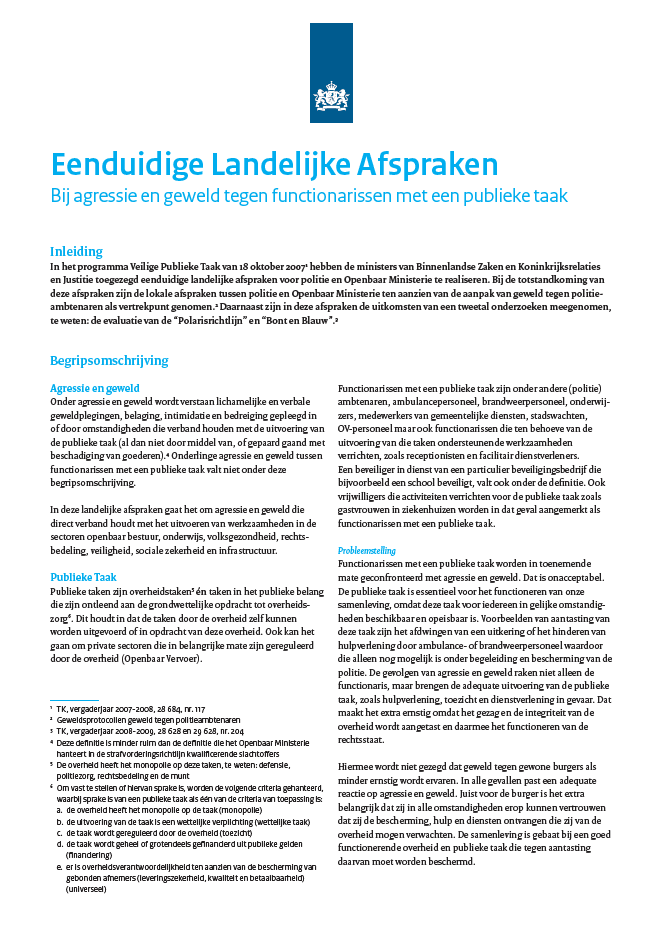 Eenduidige Landelijke Afspraken
Bij agressie en geweld tegen functionarissen met een publieke taak
Inleiding
In het programma Veilige Publieke Taak van 18 oktober 2007¹ hebben de ministers van Binnenlandse Zaken en Koninkrijksrelaties
en Justitie toegezegd eenduidige landelijke afspraken voor politie en Openbaar Ministerie te realiseren. Bij de totstandkoming van
deze afspraken zijn de lokale afspraken tussen politie en Openbaar Ministerie ten aanzien van de aanpak van geweld tegen politie-
ambtenaren als vertrekpunt genomen.² Daarnaast zijn in deze afspraken de uitkomsten van een tweetal onderzoeken meegenomen,
te weten: de evaluatie van de “Polarisrichtlijn” en “Bont en Blauw”.³
Begripsomschrijving
Agressie en geweld
Onder agressie en geweld wordt verstaan lichamelijke en verbale
geweldplegingen, belaging, intimidatie en bedreiging gepleegd in
of door omstandigheden die verband houden met de uitvoering van
de publieke taak (al dan niet door middel van, of gepaard gaand met
beschadiging van goederen).⁴ Onderlinge agressie en geweld tussen
functionarissen met een publieke taak valt niet onder deze
begripsomschrijving.
In deze landelijke afspraken gaat het om agressie en geweld die
direct verband houdt met het uitvoeren van werkzaamheden in de
sectoren openbaar bestuur, onderwijs, volksgezondheid, rechts-
bedeling, veiligheid, sociale zekerheid en infrastructuur.
Publieke Taak
Publieke taken zijn overheidstaken⁵ én taken in het publieke belang
die zijn ontleend aan de grondwettelijke opdracht tot overheids-
zorg⁶. Dit houdt in dat de taken door de overheid zelf kunnen
worden uitgevoerd of in opdracht van deze overheid. Ook kan het
gaan om private sectoren die in belangrijke mate zijn gereguleerd
door de overheid (Openbaar Vervoer).
¹ TK, vergaderjaar 2007-2008, 28 684, nr. 117
² Geweldsprotocollen geweld tegen politieambtenaren
³ TK, vergaderjaar 2008-2009, 28 628 en 29 628, nr. 204
⁴ Deze definitie is minder ruim dan de definitie die het Openbaar Ministerie
hanteert in de strafvorderingsrichtlijn kwalificerende slachtoffers
⁵ De overheid heeft het monopolie op deze taken, te weten: defensie,
politiezorg, rechtsbedeling en de munt
⁶ Om vast te stellen of hiervan sprake is, worden de volgende criteria gehanteerd,
waarbij sprake is van een publieke taak als één van de criteria van toepassing is:
a. de overheid heeft het monopolie op de taak (monopolie)
b. de uitvoering van de taak is een wettelijke verplichting (wettelijke taak)
c. de taak wordt gereguleerd door de overheid (toezicht)
d. de taak wordt geheel of grotendeels gefinancierd uit publieke gelden
(financiering)
e. er is overheidsverantwoordelijkheid ten aanzien van de bescherming van
gebonden afnemers (leveringszekerheid, kwaliteit en betaalbaarheid)
(universeel)
Functionarissen met een publieke taak zijn onder andere (politie)
ambtenaren, ambulancepersoneel, brandweerpersoneel, onderwij-
zers, medewerkers van gemeentelijke diensten, stadswachten,
OV-personeel maar ook functionarissen die ten behoeve van de
uitvoering van die taken ondersteunende werkzaamheden
verrichten, zoals receptionisten en facilitair dienstverleners.
Een beveiliger in dienst van een particulier beveiligingsbedrijf die
bijvoorbeeld een school beveiligt, valt ook onder de definitie. Ook
vrijwilligers die activiteiten verrichten voor de publieke taak zoals
gastvrouwen in ziekenhuizen worden in dat geval aangemerkt als
functionarissen met een publieke taak.
Probleemstelling
Functionarissen met een publieke taak worden in toenemende
mate geconfronteerd met agressie en geweld. Dat is onacceptabel.
De publieke taak is essentieel voor het functioneren van onze
samenleving, omdat deze taak voor iedereen in gelijke omstandig-
heden beschikbaar en opeisbaar is. Voorbeelden van aantasting van
deze taak zijn het afdwingen van een uitkering of het hinderen van
hulpverlening door ambulance- of brandweerpersoneel waardoor
die alleen nog mogelijk is onder begeleiding en bescherming van de
politie. De gevolgen van agressie en geweld raken niet alleen de
functionaris, maar brengen de adequate uitvoering van de publieke
taak, zoals hulpverlening, toezicht en dienstverlening in gevaar. Dat
maakt het extra ernstig omdat het gezag en de integriteit van de
overheid wordt aangetast en daarmee het functioneren van de
rechtsstaat.
Hiermee wordt niet gezegd dat geweld tegen gewone burgers als
minder ernstig wordt ervaren. In alle gevallen past een adequate
reactie op agressie en geweld. Juist voor de burger is het extra
belangrijk dat zij in alle omstandigheden erop kunnen vertrouwen
dat zij de bescherming, hulp en diensten ontvangen die zij van de
overheid mogen verwachten. De samenleving is gebaat bij een goed
functionerende overheid en publieke taak die tegen aantasting
daarvan moet worden beschermd.